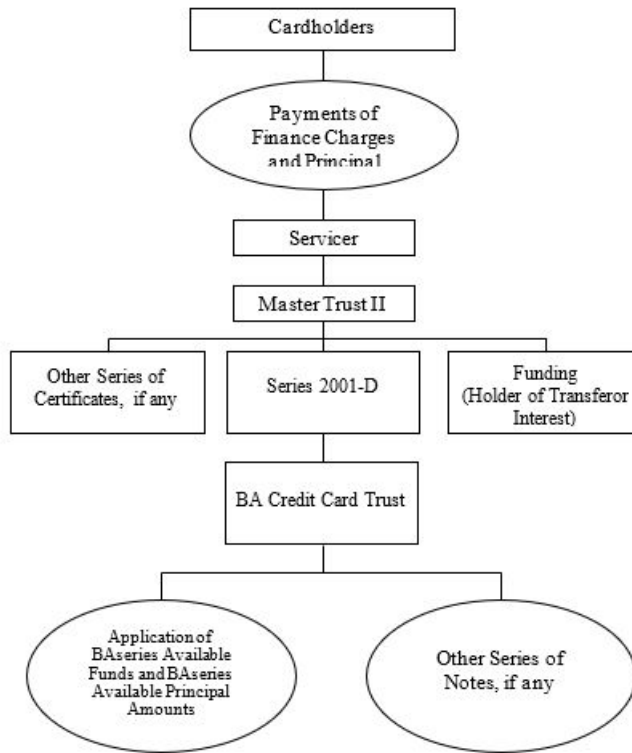 Cardholders
Payments of
Finance Charges
and Principal
Servicer
Master Trust II
Other Series of
Certificates, if any
Series 2001-D
Funding
(Holder of Transferor
Interest)
BA Credit Card Trust
Application of
BAseries Available
Funds and BAseries
Available Principal
Amounts
Other Series of
Notes, if any